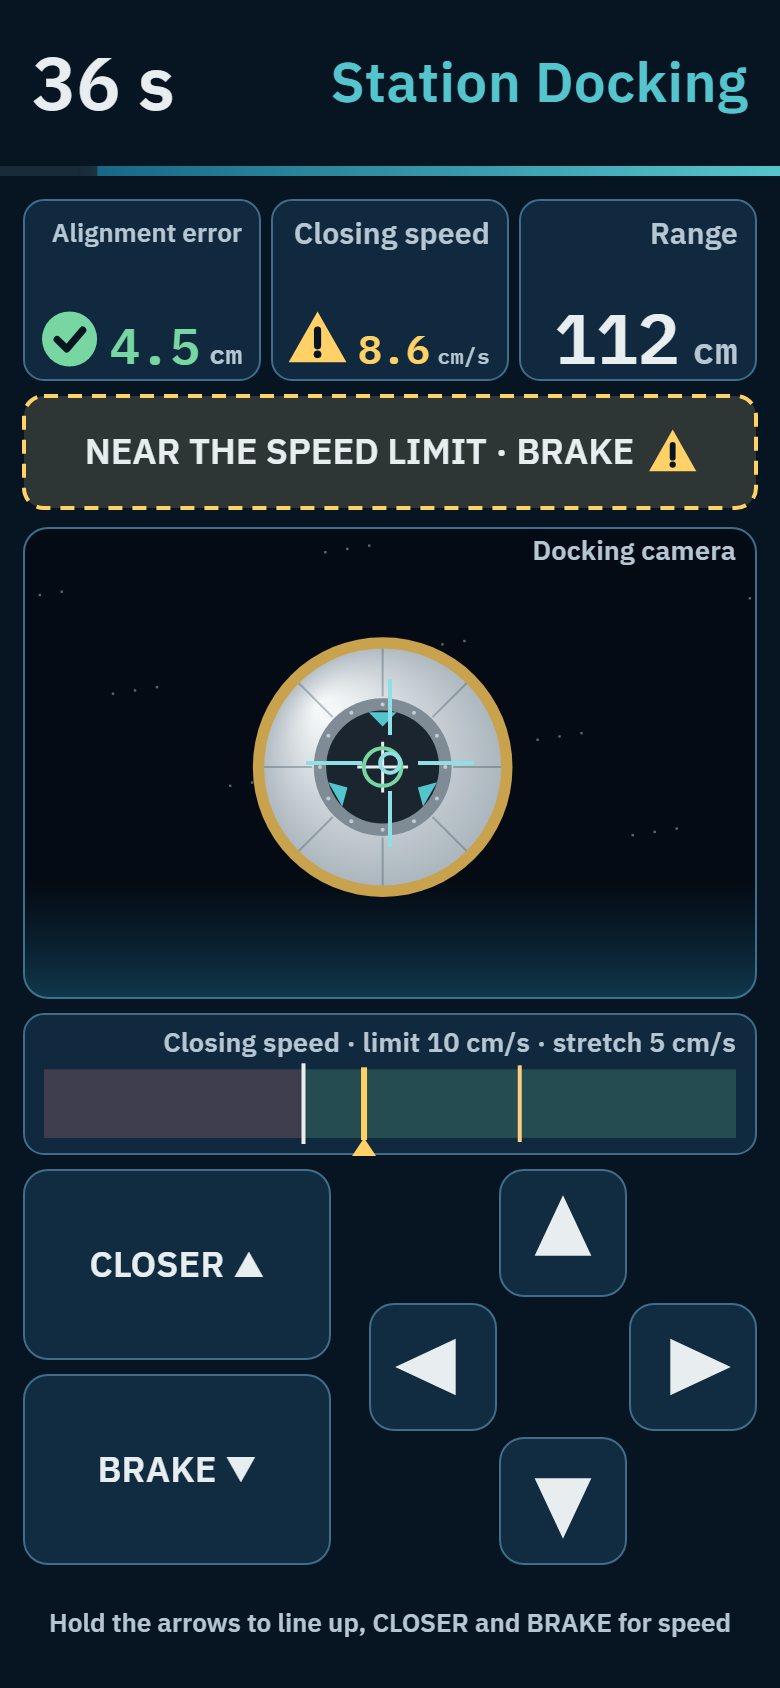 36 s
Station Docking
Alignment error
4.5 cm
Closing speed
8.6 cm/s
Range
112 cm
NEAR THE SPEED LIMIT · BRAKE
Docking camera
Closing speed · limit 10 cm/s · stretch 5 cm/s
CLOSER ▲
BRAKE ▼
Hold the arrows to line up, CLOSER and BRAKE for speed